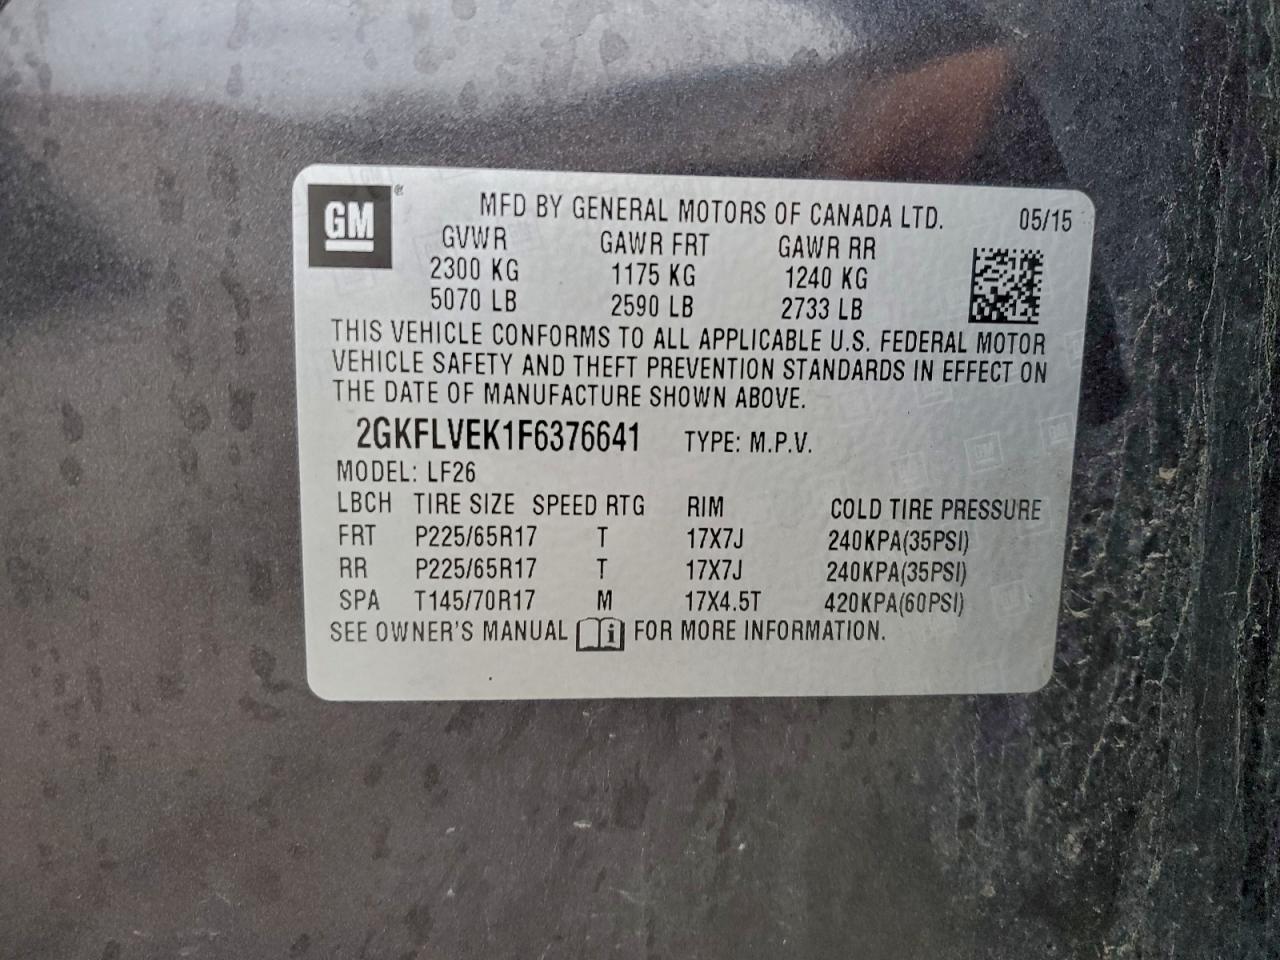 GM®
MFD BY GENERAL MOTORS OF CANADA LTD. 05/15
GVWR GAWR FRT GAWR RR
2300 KG 1175 KG 1240 KG
5070 LB 2590 LB 2733 LB
THIS VEHICLE CONFORMS TO ALL APPLICABLE U.S. FEDERAL MOTOR
VEHICLE SAFETY AND THEFT PREVENTION STANDARDS IN EFFECT ON
THE DATE OF MANUFACTURE SHOWN ABOVE.
2GKFLVEK1F6376641 TYPE: M.P.V.
MODEL: LF26
LBCH TIRE SIZE SPEED RTG RIM COLD TIRE PRESSURE
FRT P225/65R17 T 17X7J 240KPA(35PSI)
RR P225/65R17 T 17X7J 240KPA(35PSI)
SPA T145/70R17 M 17X4.5T 420KPA(60PSI)
SEE OWNER'S MANUAL i FOR MORE INFORMATION.